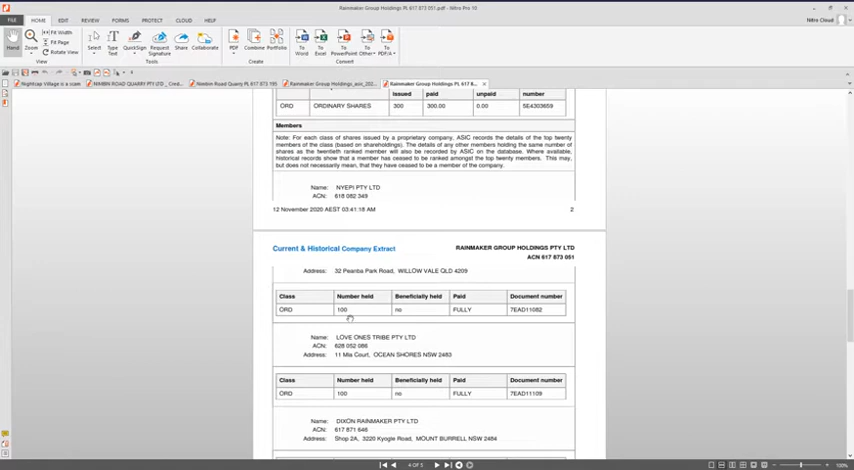 Rainmaker Group Holdings PL 617 873 051.pdf - Nitro Pro 10
FILE HOME EDIT REVIEW FORMS PROTECT CLOUD HELP
Nitro Cloud
Hand Zoom Fit Width Fit Page Rotate View
Select Type Text QuickSign Request Signature Share Collaborate
PDF Combine Portfolio
To Word To Excel To PowerPoint To Other To PDF/A
View Tools Create Convert
Nightcap Village is a scam NIMBIN ROAD QUARRY PTY LTD _ Cred... Nimbin Road Quarry PL 617 873 195 Rainmaker Group Holdings_asic_202... Rainmaker Group Holdings PL 617 8...
issued paid unpaid number
ORD ORDINARY SHARES 300 300.00 0.00 5E4303659
Members
Note: For each class of shares issued by a proprietary company, ASIC records the details of the top twenty
members of the class (based on shareholdings). The details of any other members holding the same number of
shares as the twentieth ranked member will also be recorded by ASIC on the database. Where available,
historical records show that a member has ceased to be ranked amongst the top twenty members. This may,
but does not necessarily mean, that they have ceased to be a member of the company.
Name: NYEPI PTY LTD
ACN: 618 082 349
12 November 2020 AEST 03:41:18 AM 2
Current & Historical Company Extract RAINMAKER GROUP HOLDINGS PTY LTD
ACN 617 873 051
Address: 32 Peanba Park Road, WILLOW VALE QLD 4209
Class Number held Beneficially held Paid Document number
ORD 100 no FULLY 7EAD11082
Name: LOVE ONES TRIBE PTY LTD
ACN: 628 052 086
Address: 11 Mia Court, OCEAN SHORES NSW 2483
Class Number held Beneficially held Paid Document number
ORD 100 no FULLY 7EAD11109
Name: DIXON RAINMAKER PTY LTD
ACN: 617 871 646
Address: Shop 2A, 3220 Kyogle Road, MOUNT BURRELL NSW 2484
4 OF 5
100%